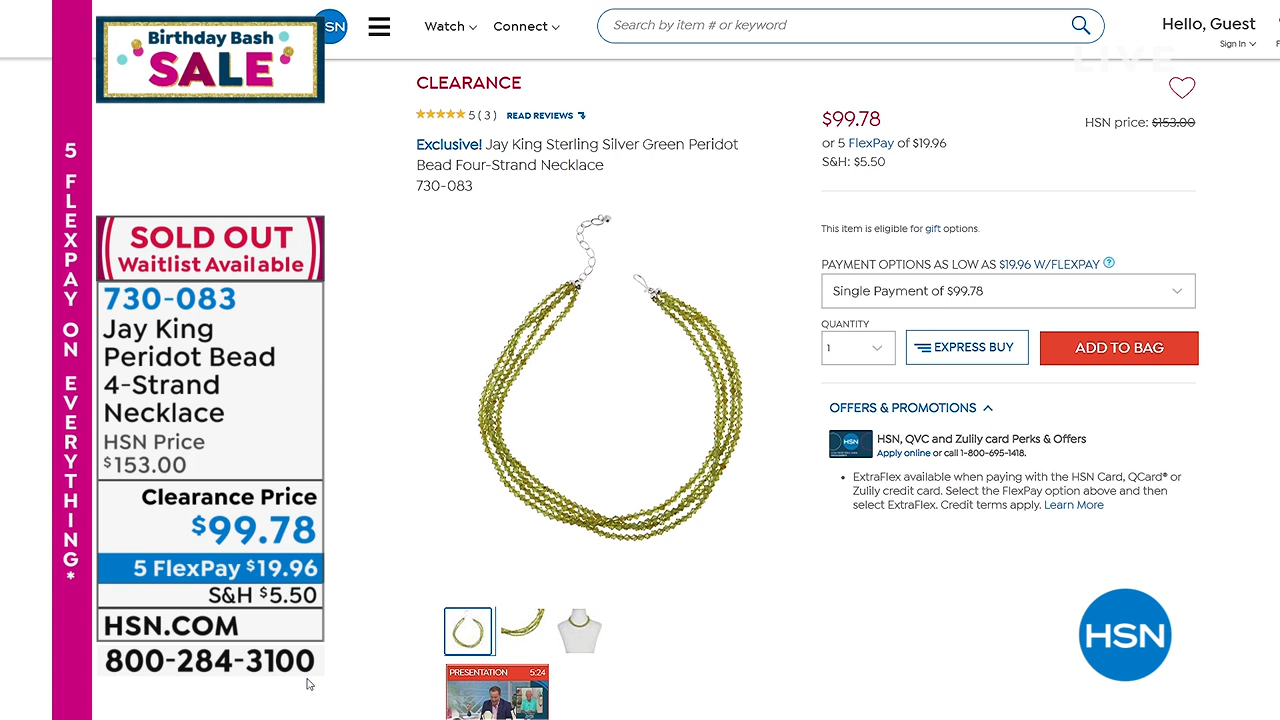 Birthday Bash
SALE
5 FLEXPAY ON EVERYTHING*
SOLD OUT
Waitlist Available
730-083
Jay King
Peridot Bead
4-Strand
Necklace
HSN Price
$153.00
Clearance Price
$99.78
5 FlexPay $19.96
S&H $5.50
HSN.COM
800-284-3100
SN
Watch
Connect
Search by item # or keyword
Hello, Guest
Sign In
F
LIVE
CLEARANCE
5 ( 3 ) READ REVIEWS
Exclusive! Jay King Sterling Silver Green Peridot
Bead Four-Strand Necklace
730-083
$99.78
HSN price: $153.00
or 5 FlexPay of $19.96
S&H: $5.50
This item is eligible for gift options.
PAYMENT OPTIONS AS LOW AS $19.96 W/FLEXPAY ?
Single Payment of $99.78
QUANTITY
1
EXPRESS BUY
ADD TO BAG
OFFERS & PROMOTIONS
HSN
HSN, QVC and Zulily card Perks & Offers
Apply online or call 1-800-695-1418.
• ExtraFlex available when paying with the HSN Card, QCard® or
Zulily credit card. Select the FlexPay option above and then
select ExtraFlex. Credit terms apply. Learn More
PRESENTATION 5:24
HSN